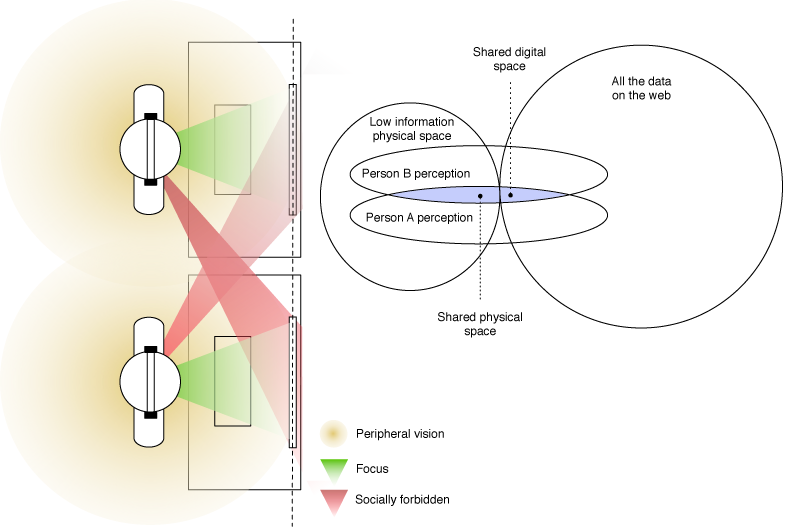 Shared digital
space
All the data
on the web
Low information
physical space
Person B perception
Person A perception
Shared physical
space
Peripheral vision
Focus
Socially forbidden